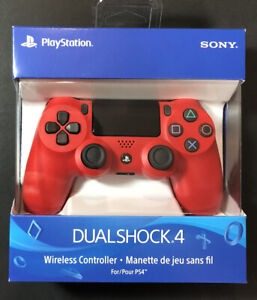 PlayStation.
SONY.
DUALSHOCK.4
Wireless Controller • Manette de jeu sans fil
For/Pour PS4™